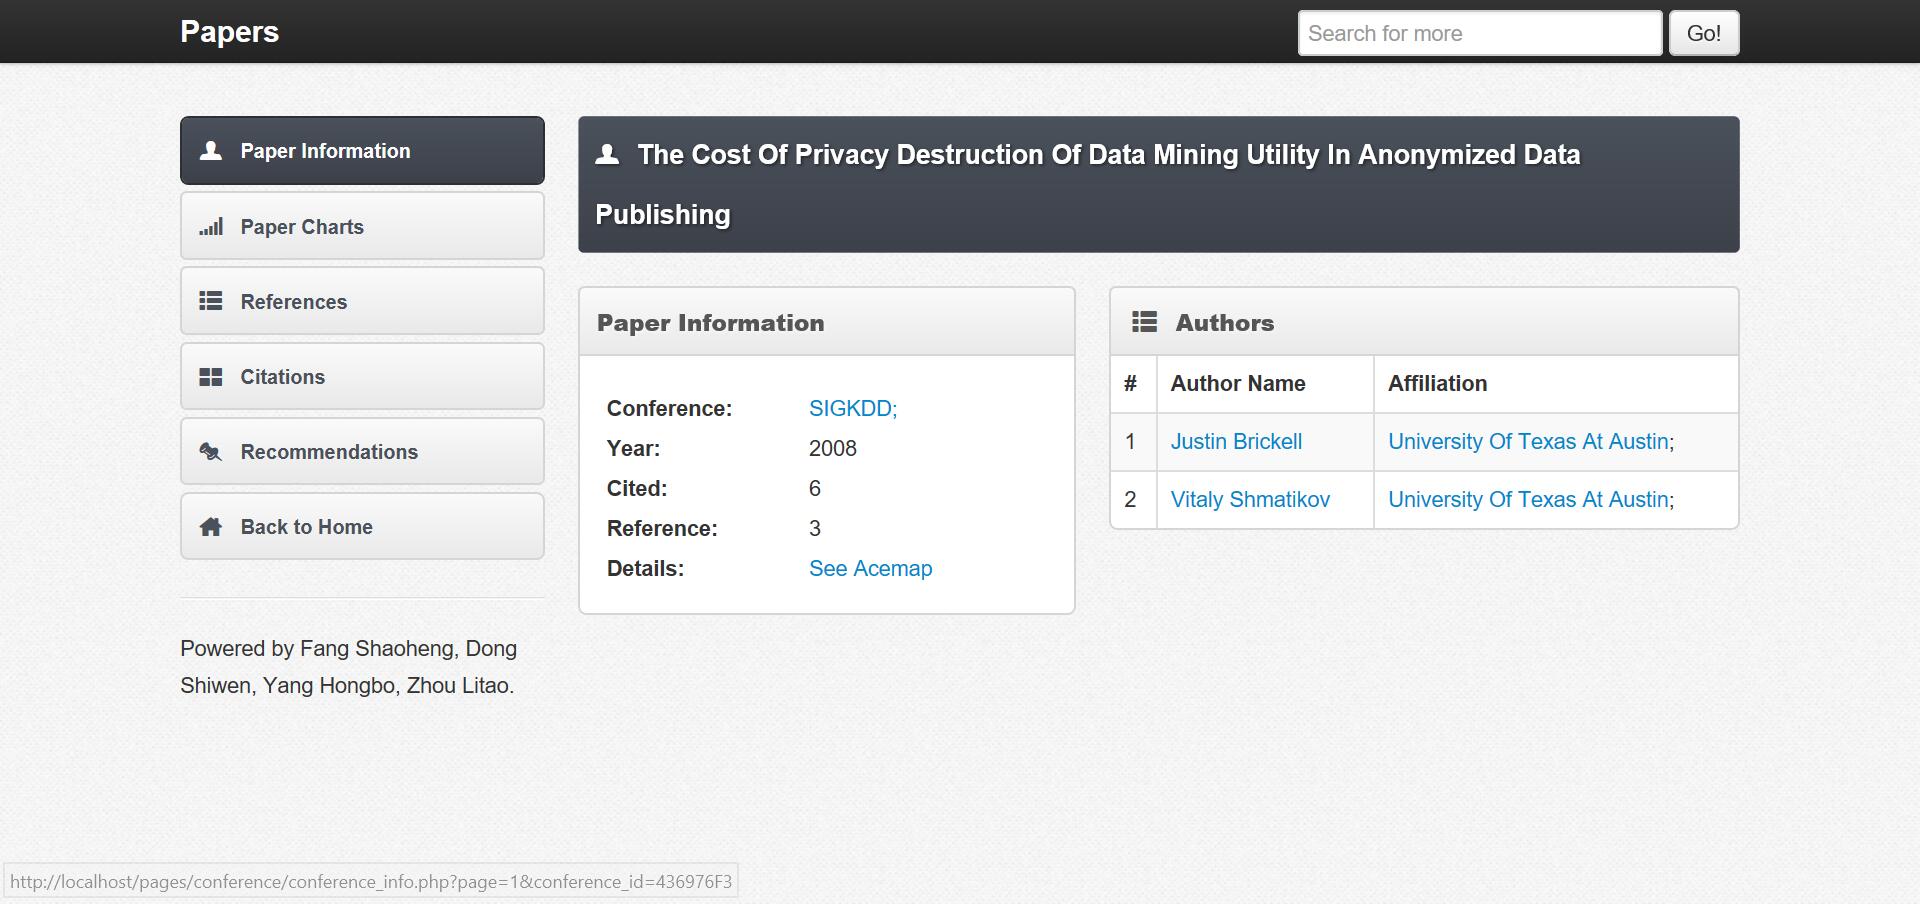 Papers
Search for more
Go!
Paper Information
Paper Charts
References
Citations
Recommendations
Back to Home
Powered by Fang Shaoheng, Dong
Shiwen, Yang Hongbo, Zhou Litao.
The Cost Of Privacy Destruction Of Data Mining Utility In Anonymized Data
Publishing
Paper Information
Conference: SIGKDD;
Year: 2008
Cited: 6
Reference: 3
Details: See Acemap
Authors
# Author Name Affiliation
1 Justin Brickell University Of Texas At Austin;
2 Vitaly Shmatikov University Of Texas At Austin;
http://localhost/pages/conference/conference_info.php?page=1&conference_id=436976F3